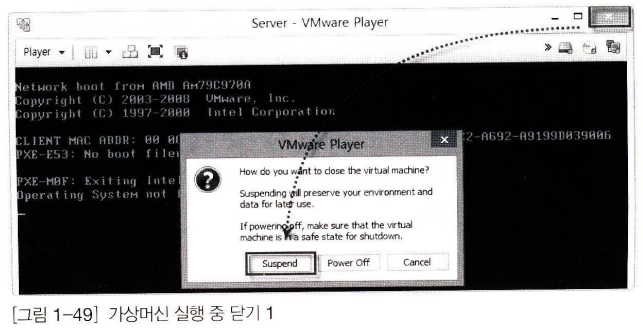 Server - VMware Player
Player
Network boot from AMD Am79C970A
Copyright (C) 2003-2008 VMware, Inc.
Copyright (C) 1997-2000 Intel Corporation
CLIENT MAC ADDR: 00 0C 2-A692-A9199D039006
PXE-E53: No boot filen
PXE-M0F: Exiting Intel
Operating System not f
VMware Player
How do you want to close the virtual machine?
Suspending will preserve your environment and
data for later use.
If powering off, make sure that the virtual
machine is in a safe state for shutdown.
Suspend Power Off Cancel
[그림 1-49] 가상머신 실행 중 닫기 1